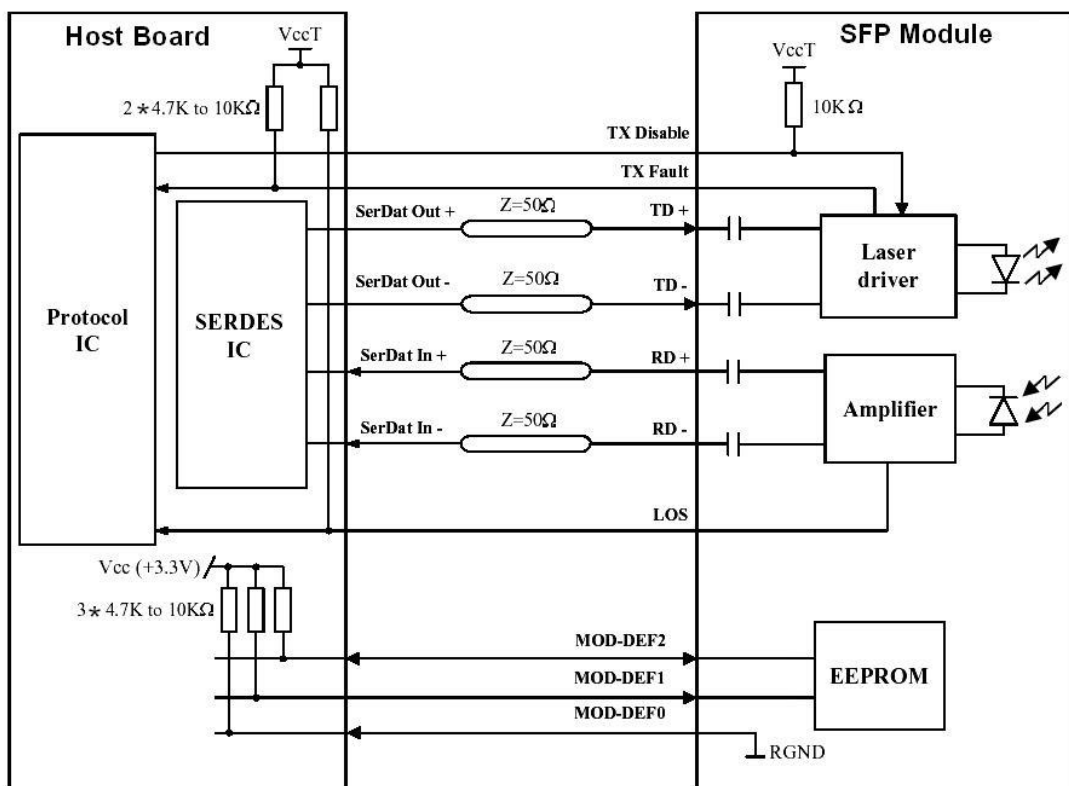 Host Board
SFP Module
VccT
VccT
2*4.7K to 10KΩ
10KΩ
TX Disable
TX Fault
SerDat Out +
Z=50Ω
TD +
Laser
driver
SerDat Out -
Z=50Ω
TD -
Protocol
IC
SERDES
IC
SerDat In +
Z=50Ω
RD +
Amplifier
SerDat In -
Z=50Ω
RD -
LOS
Vcc (+3.3V)
3*4.7K to 10KΩ
MOD-DEF2
EEPROM
MOD-DEF1
MOD-DEF0
RGND